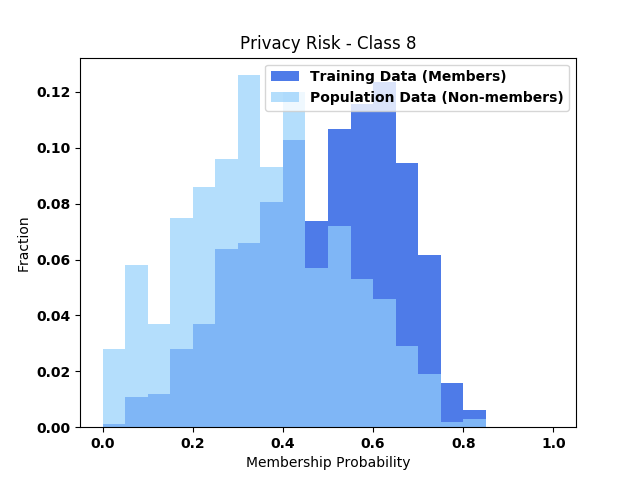 Privacy Risk - Class 8
Training Data (Members)
Population Data (Non-members)
Fraction
0.12
0.10
0.08
0.06
0.04
0.02
0.00
0.0 0.2 0.4 0.6 0.8 1.0
Membership Probability